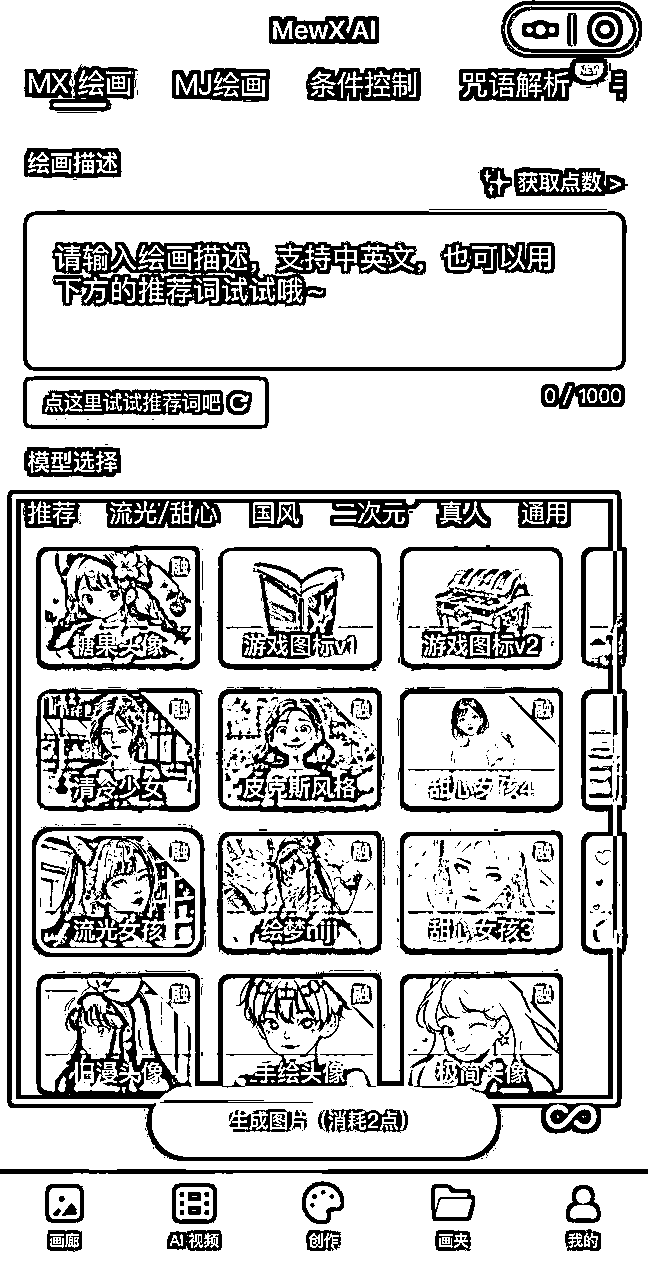 MewX AI
MX 绘画 MJ绘画 条件控制 咒语解析
绘画描述
获取点数 >
请输入绘画描述，支持中英文，也可以用
下方的推荐词试试哦~
点这里试试推荐词吧
0/1000
模型选择
推荐 流光/甜心 国风 二次元 真人 通用
融
糖果头像 游戏图标v1 游戏图标v2
融 融 融
清冷少女 皮克斯风格 甜心女孩4
融 融 融
流光女孩 绘梦niji 甜心女孩3
融 融 融
旧漫头像 手绘头像 极简头像
生成图片（消耗2点）
画廊 AI 视频 创作 画夹 我的